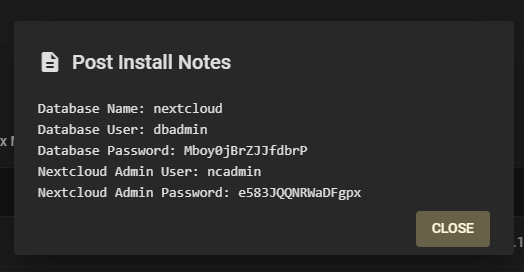 Post Install Notes
Database Name: nextcloud
Database User: dbadmin
Database Password: Mboy0jBrZJJfdbrP
Nextcloud Admin User: ncadmin
Nextcloud Admin Password: e583JQQNRWaDFgpx
CLOSE